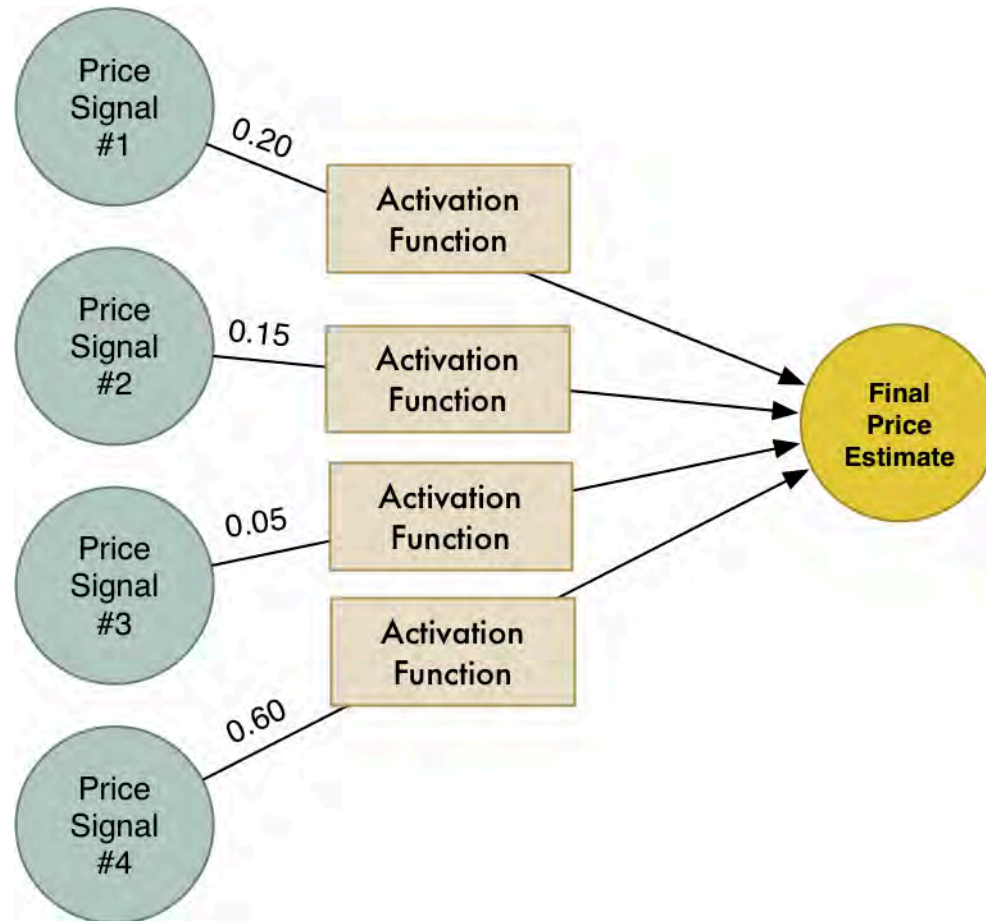 Price
Signal
#1
0.20
Activation
Function
Price
Signal
#2
0.15
Activation
Function
Final
Price
Estimate
Price
Signal
#3
0.05
Activation
Function
Activation
Function
0.60
Price
Signal
#4